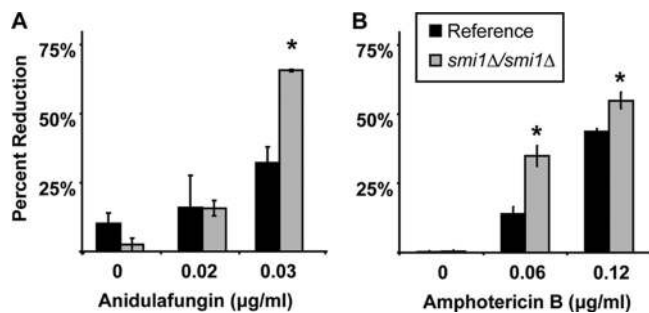 A
Percent Reduction
75%
50%
25%
*
0
0.02
0.03
Anidulafungin (μg/ml)
B
Reference
smi1Δ/smi1Δ
75%
50%
25%
*
*
0
0.06
0.12
Amphotericin B (μg/ml)